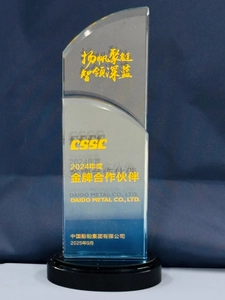 扬帆聚链
智领深蓝
CSSC
2024年度
金牌合作伙伴
DAIDO METAL CO., LTD.
中国船舶集团有限公司
2025年5月